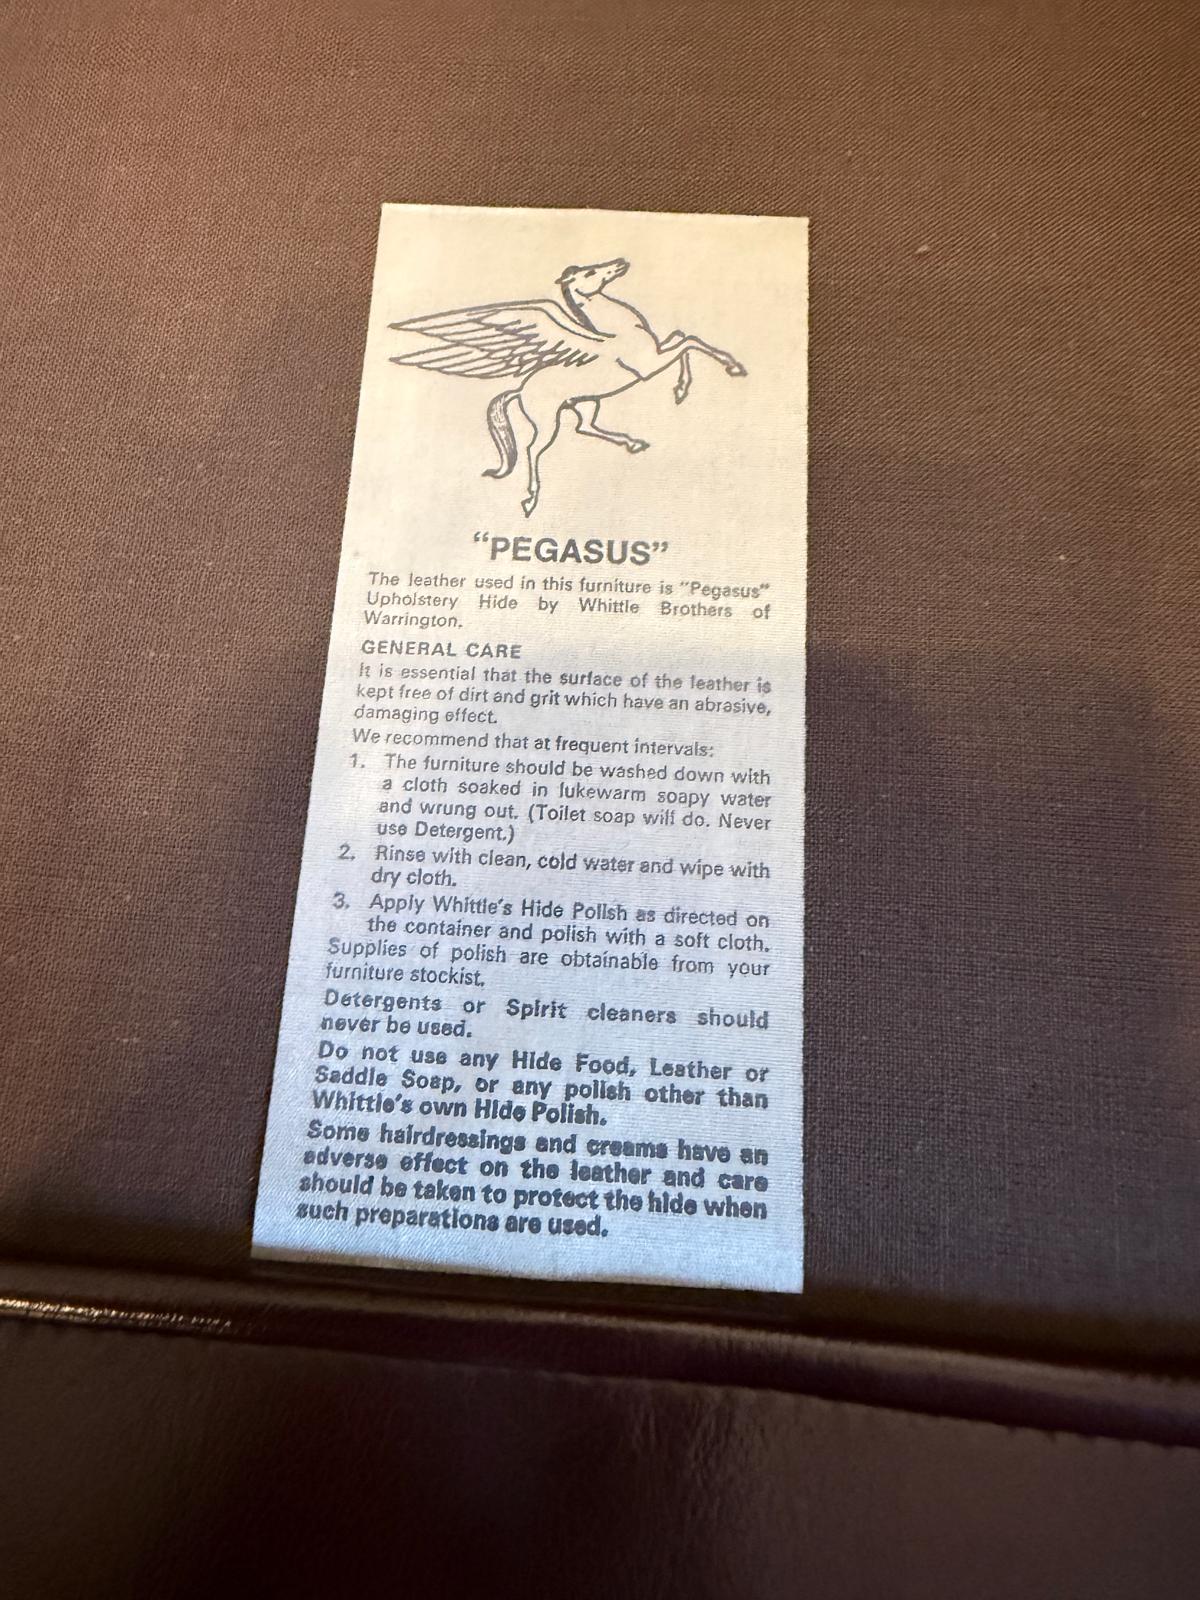 “PEGASUS”
The leather used in this furniture is “Pegasus”
Upholstery Hide by Whittle Brothers of
Warrington.
GENERAL CARE
It is essential that the surface of the leather is
kept free of dirt and grit which have an abrasive,
damaging effect.
We recommend that at frequent intervals:
1. The furniture should be washed down with
a cloth soaked in lukewarm soapy water
and wrung out. (Toilet soap will do. Never
use Detergent.)
2. Rinse with clean, cold water and wipe with
dry cloth.
3. Apply Whittle's Hide Polish as directed on
the container and polish with a soft cloth.
Supplies of polish are obtainable from your
furniture stockist.
Detergents or Spirit cleaners should
never be used.
Do not use any Hide Food, Leather or
Saddle Soap, or any polish other than
Whittle's own Hide Polish.
Some hairdressings and creams have an
adverse effect on the leather and care
should be taken to protect the hide when
such preparations are used.